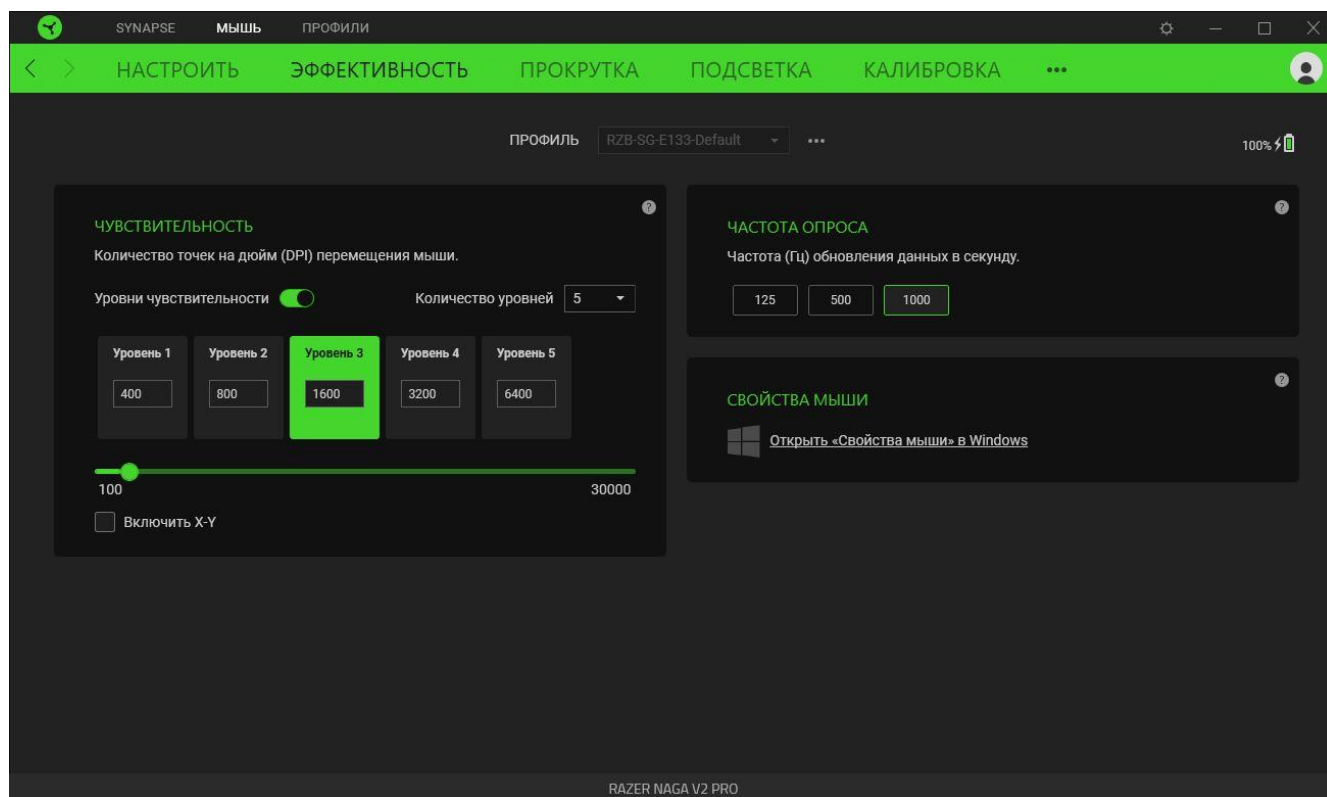 SYNAPSE МЫШЬ ПРОФИЛИ
НАСТРОИТЬ ЭФФЕКТИВНОСТЬ ПРОКРУТКА ПОДСВЕТКА КАЛИБРОВКА •••
ПРОФИЛЬ RZB-SG-E133-Default •••
100%
ЧУВСТВИТЕЛЬНОСТЬ
Количество точек на дюйм (DPI) перемещения мыши.
Уровни чувствительности Количество уровней 5
Уровень 1 Уровень 2 Уровень 3 Уровень 4 Уровень 5
400 800 1600 3200 6400
100 30000
Включить X-Y
ЧАСТОТА ОПРОСА
Частота (Гц) обновления данных в секунду.
125 500 1000
СВОЙСТВА МЫШИ
Открыть «Свойства мыши» в Windows
RAZER NAGA V2 PRO